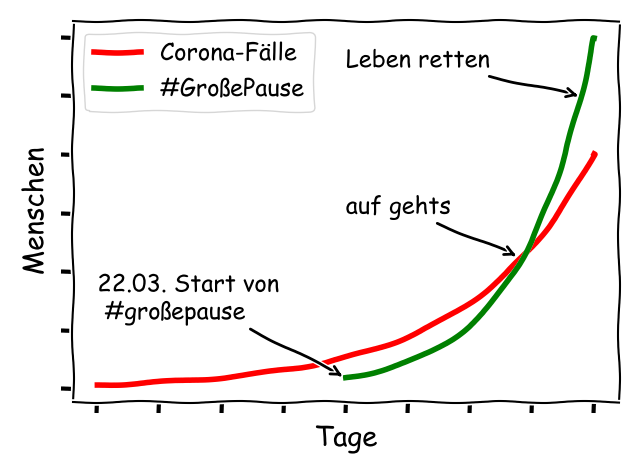 Corona-Fälle
#GroßePause
Leben retten
auf gehts
22.03. Start von
#großepause
Menschen
Tage